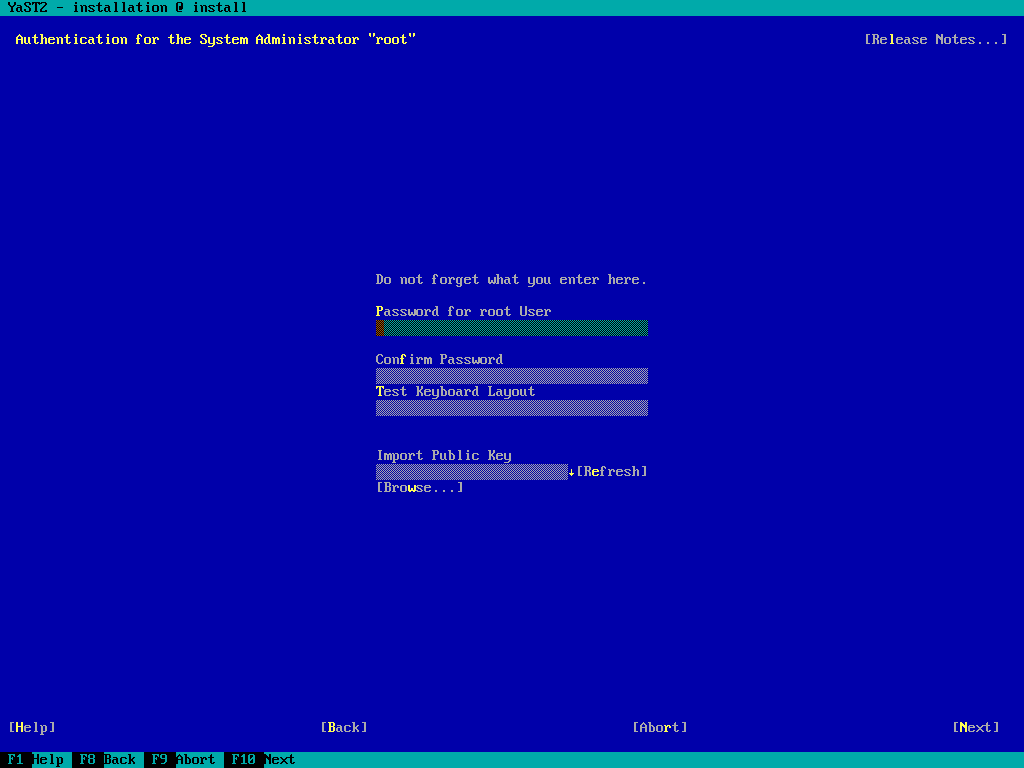 YaST2 - installation @ install
Authentication for the System Administrator "root" [Release Notes...]
Do not forget what you enter here.
Password for root User
Confirm Password
Test Keyboard Layout
Import Public Key
↓[Refresh]
[Browse...]
[Help] [Back] [Abort] [Next]
F1 Help F8 Back F9 Abort F10 Next